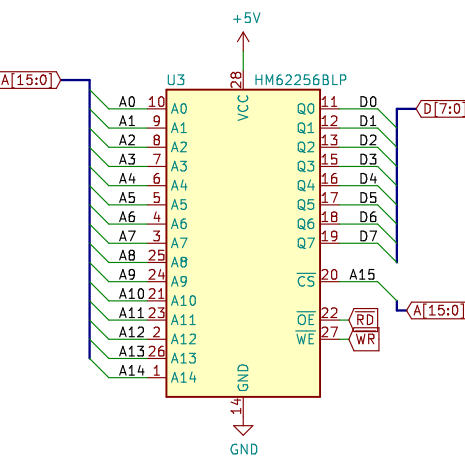 +5V
A[15:0]
U3 HM62256BLP
28
VCC
A0 10 A0 Q0 11 D0
D[7:0]
A1 9 A1 Q1 12 D1
A2 8 A2 Q2 13 D2
A3 7 A3 Q3 15 D3
A4 6 A4 Q4 16 D4
A5 5 A5 Q5 17 D5
A6 4 A6 Q6 18 D6
A7 3 A7 Q7 19 D7
A8 25 A8
A9 24 A9 CS 20 A15
A10 21 A10
A[15:0]
A11 23 A11 OE 22 RD
A12 2 A12 WE 27 WR
A13 26 A13
A14 1 A14
GND
14
GND